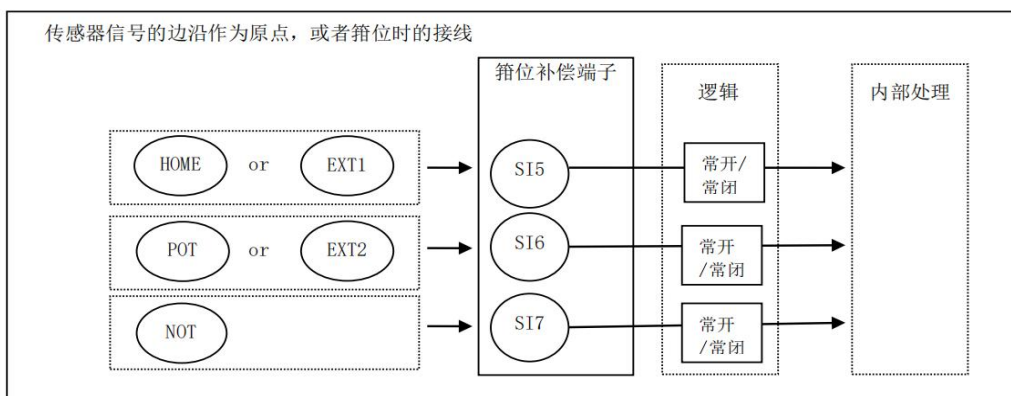 传感器信号的边沿作为原点，或者箝位时的接线
箝位补偿端子
逻辑
内部处理
HOME or EXT1
SI5
常开/
常闭
POT or EXT2
SI6
常开
/常闭
NOT
SI7
常开
/常闭